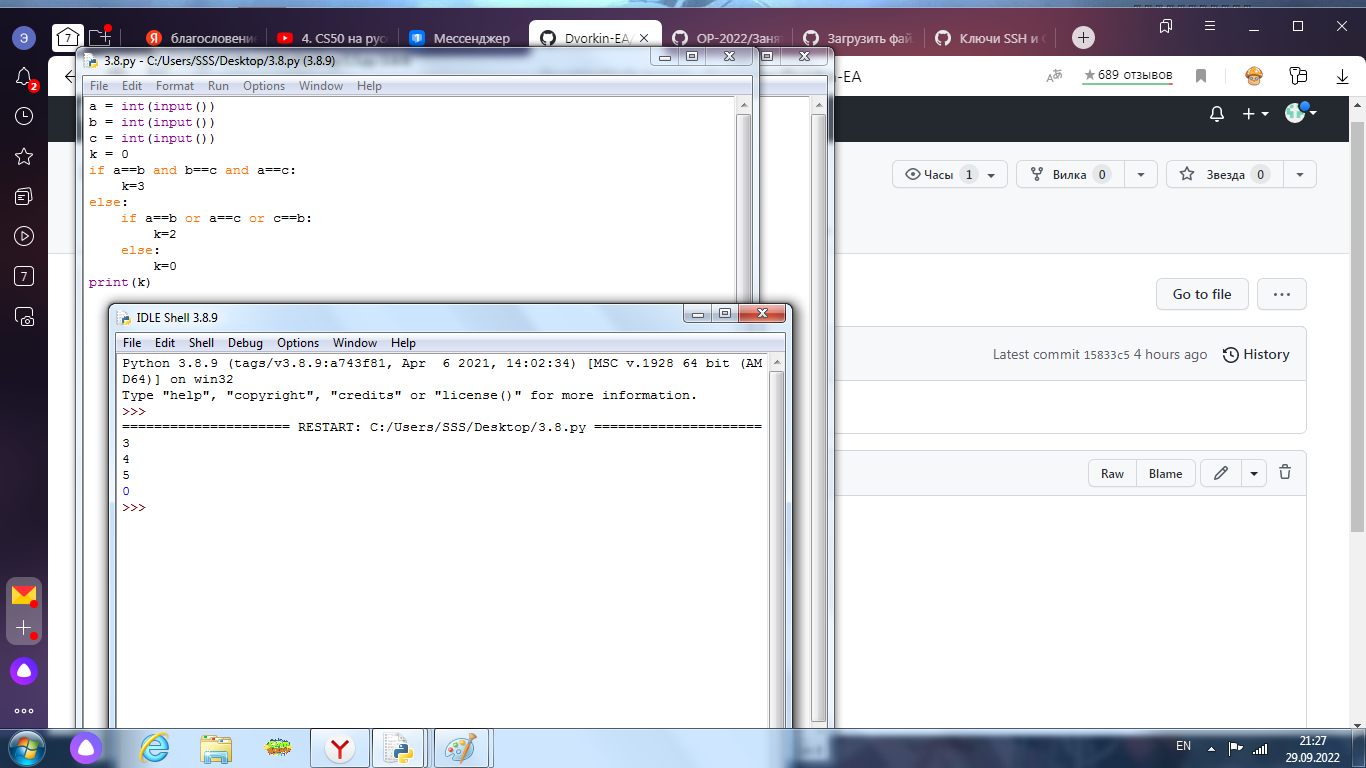 Э
7
благословение
4. CS50 на рус
Мессенджер
Dvorkin-EA
OP-2022/Заня
Загрузить фай
Ключи SSH и
2
3.8.py - C:/Users/SSS/Desktop/3.8.py (3.8.9)
-EA
689 отзывов
File Edit Format Run Options Window Help
a = int(input())
b = int(input())
c = int(input())
k = 0
if a==b and b==c and a==c:
    k=3
else:
    if a==b or a==c or c==b:
        k=2
    else:
        k=0
print(k)
Часы 1
Вилка 0
Звезда 0
7
Go to file
Latest commit 15833c5 4 hours ago
History
Raw
Blame
IDLE Shell 3.8.9
File Edit Shell Debug Options Window Help
Python 3.8.9 (tags/v3.8.9:a743f81, Apr  6 2021, 14:02:34) [MSC v.1928 64 bit (AM
D64)] on win32
Type "help", "copyright", "credits" or "license()" for more information.
>>>
===================== RESTART: C:/Users/SSS/Desktop/3.8.py =====================
3
4
5
0
>>>
EN
21:27
29.09.2022